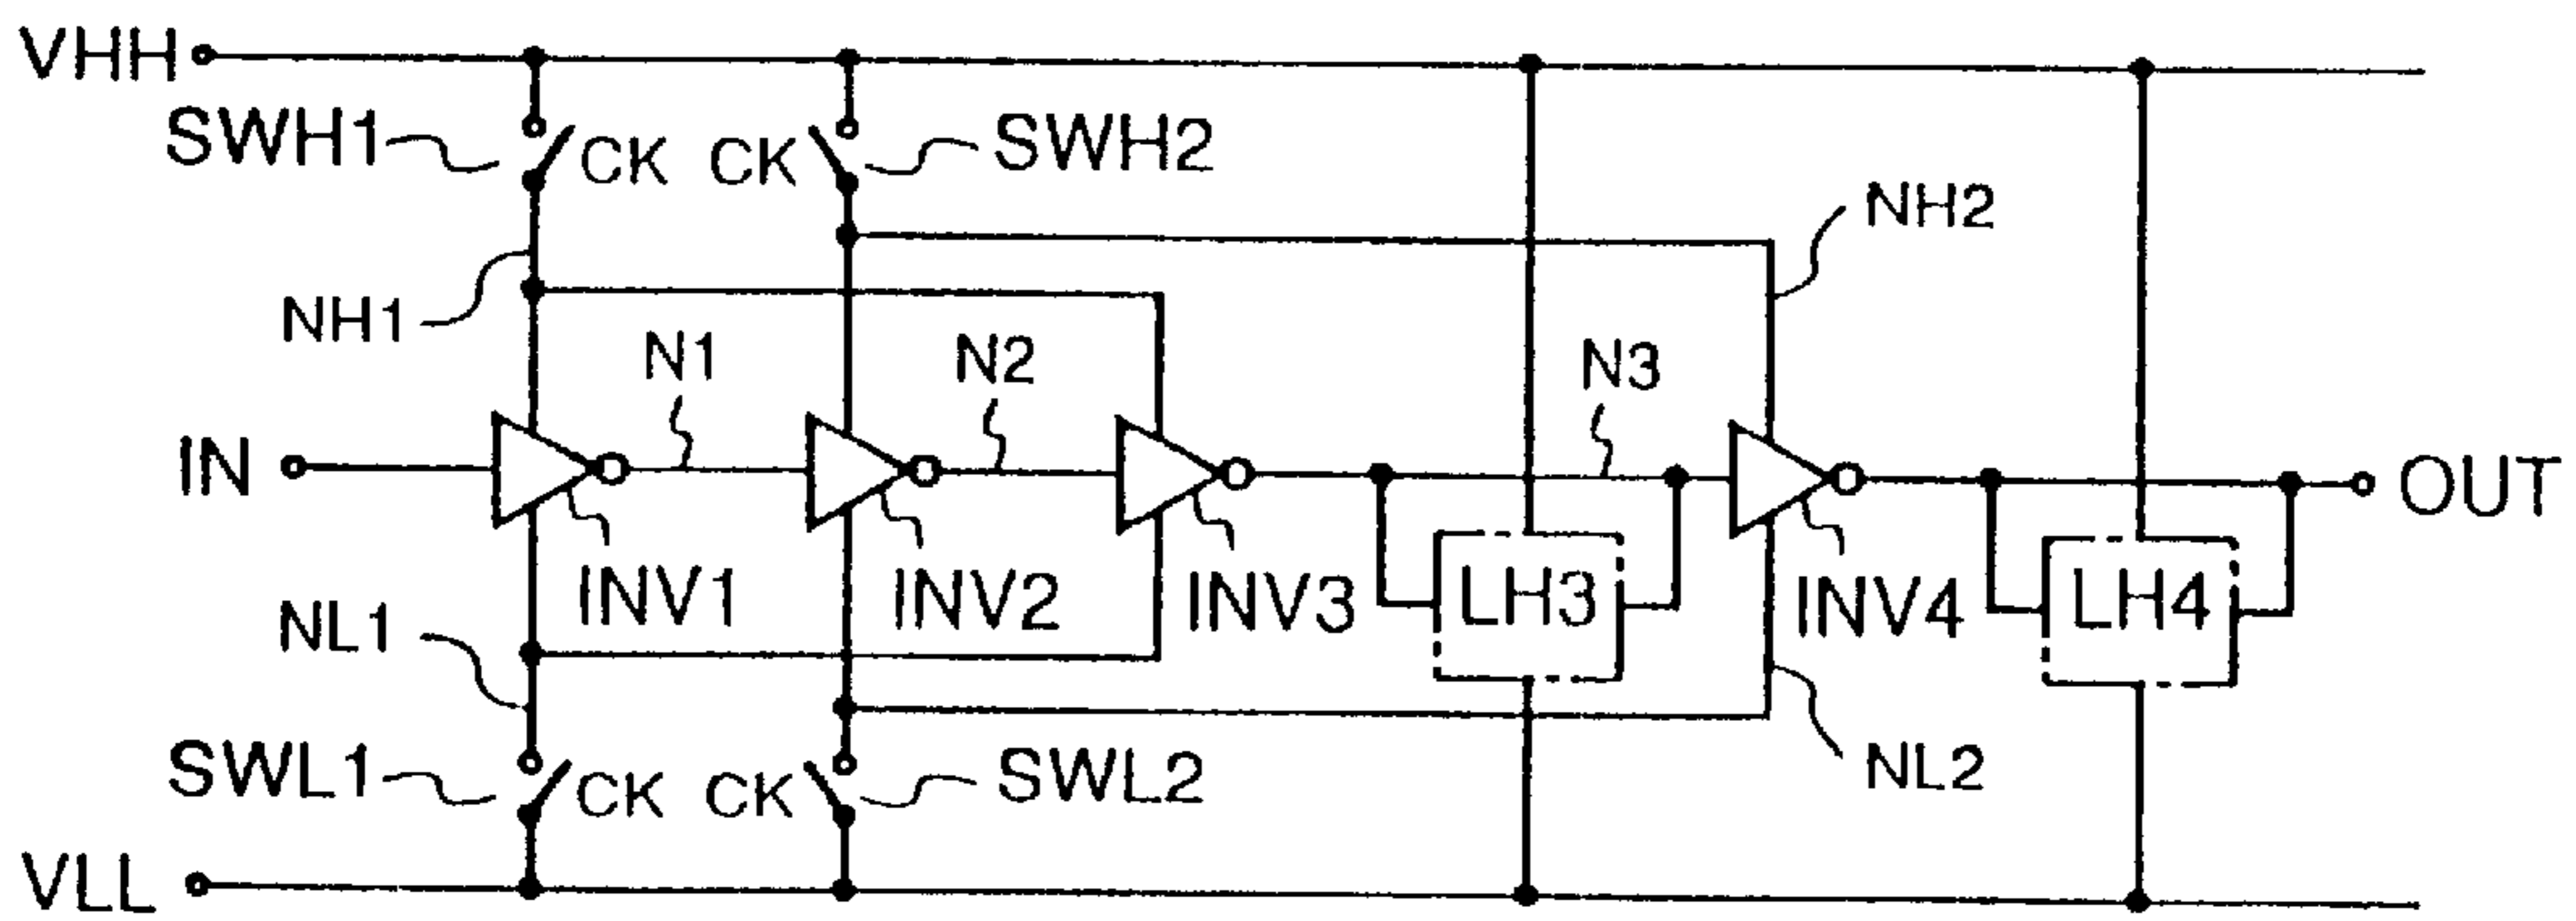 VHH
SWH1 CK CK SWH2
NH2
NH1
N1 N2 N3
IN OUT
INV1 INV2 INV3 LH3 INV4 LH4
NL1
SWL1 CK CK SWL2 NL2
VLL